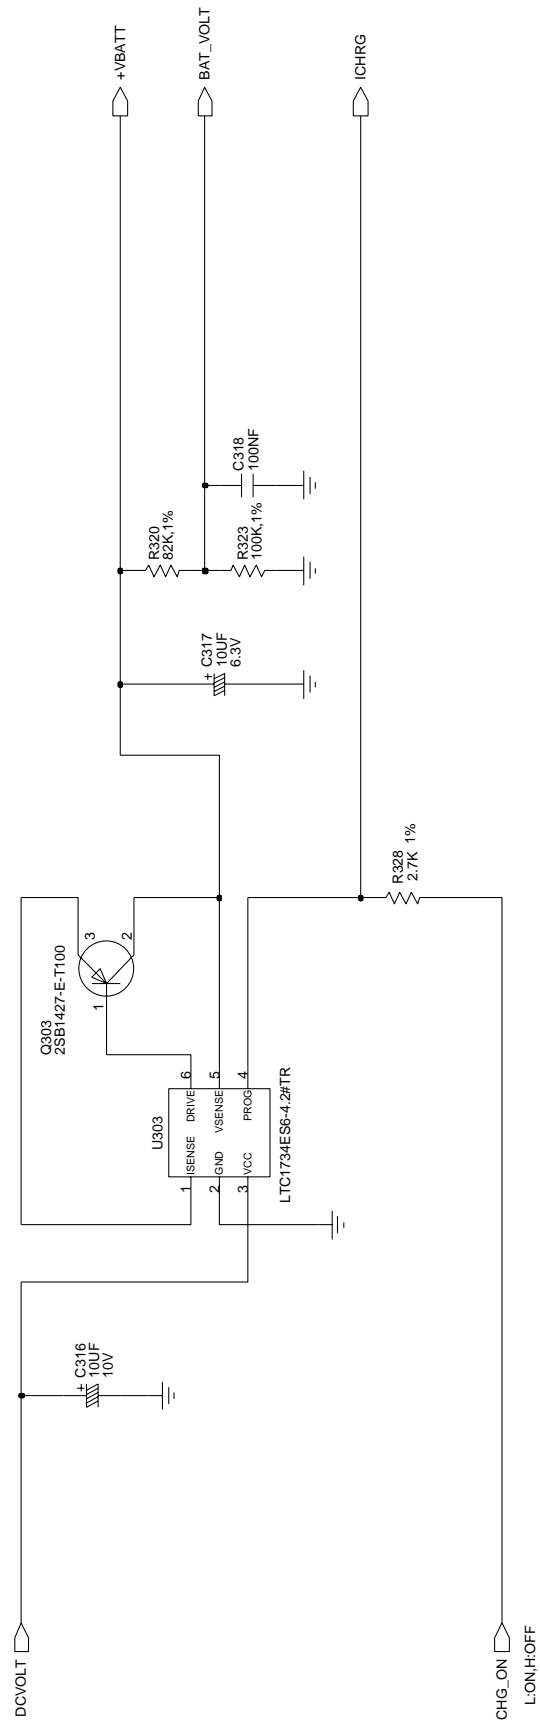 +VBATT
BAT_VOLT
ICHRG
C318
100NF
R320
82K,1%
R323
100K,1%
+ C317
10UF
6.3V
R328
2.7K 1%
Q303
2SB1427-E-T100
3
2
1
U303
6
5
4
DRIVE
VSENSE
PROG
ISENSE
GND
VCC
1
2
3
LTC1734ES6-4.2#TR
+ C316
10UF
10V
DCVOLT
CHG_ON
L:ON,H:OFF